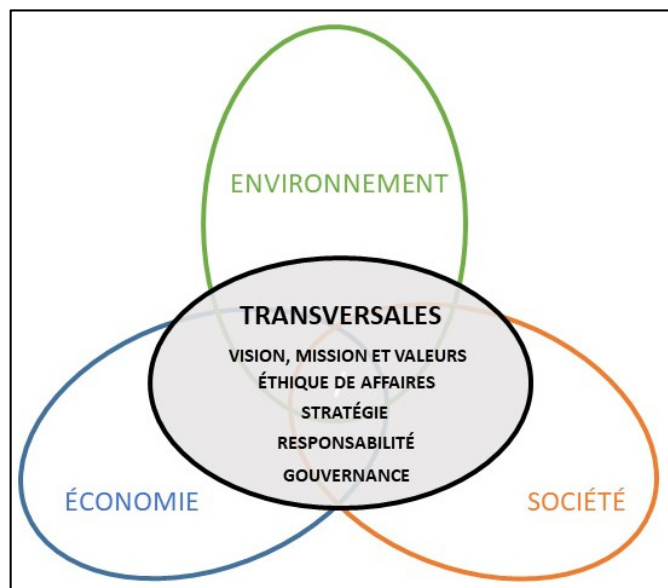 ENVIRONNEMENT
TRANSVERSALES
VISION, MISSION ET VALEURS
ÉTHIQUE DE AFFAIRES
STRATÉGIE
RESPONSABILITÉ
GOUVERNANCE
ÉCONOMIE
SOCIÉTÉ